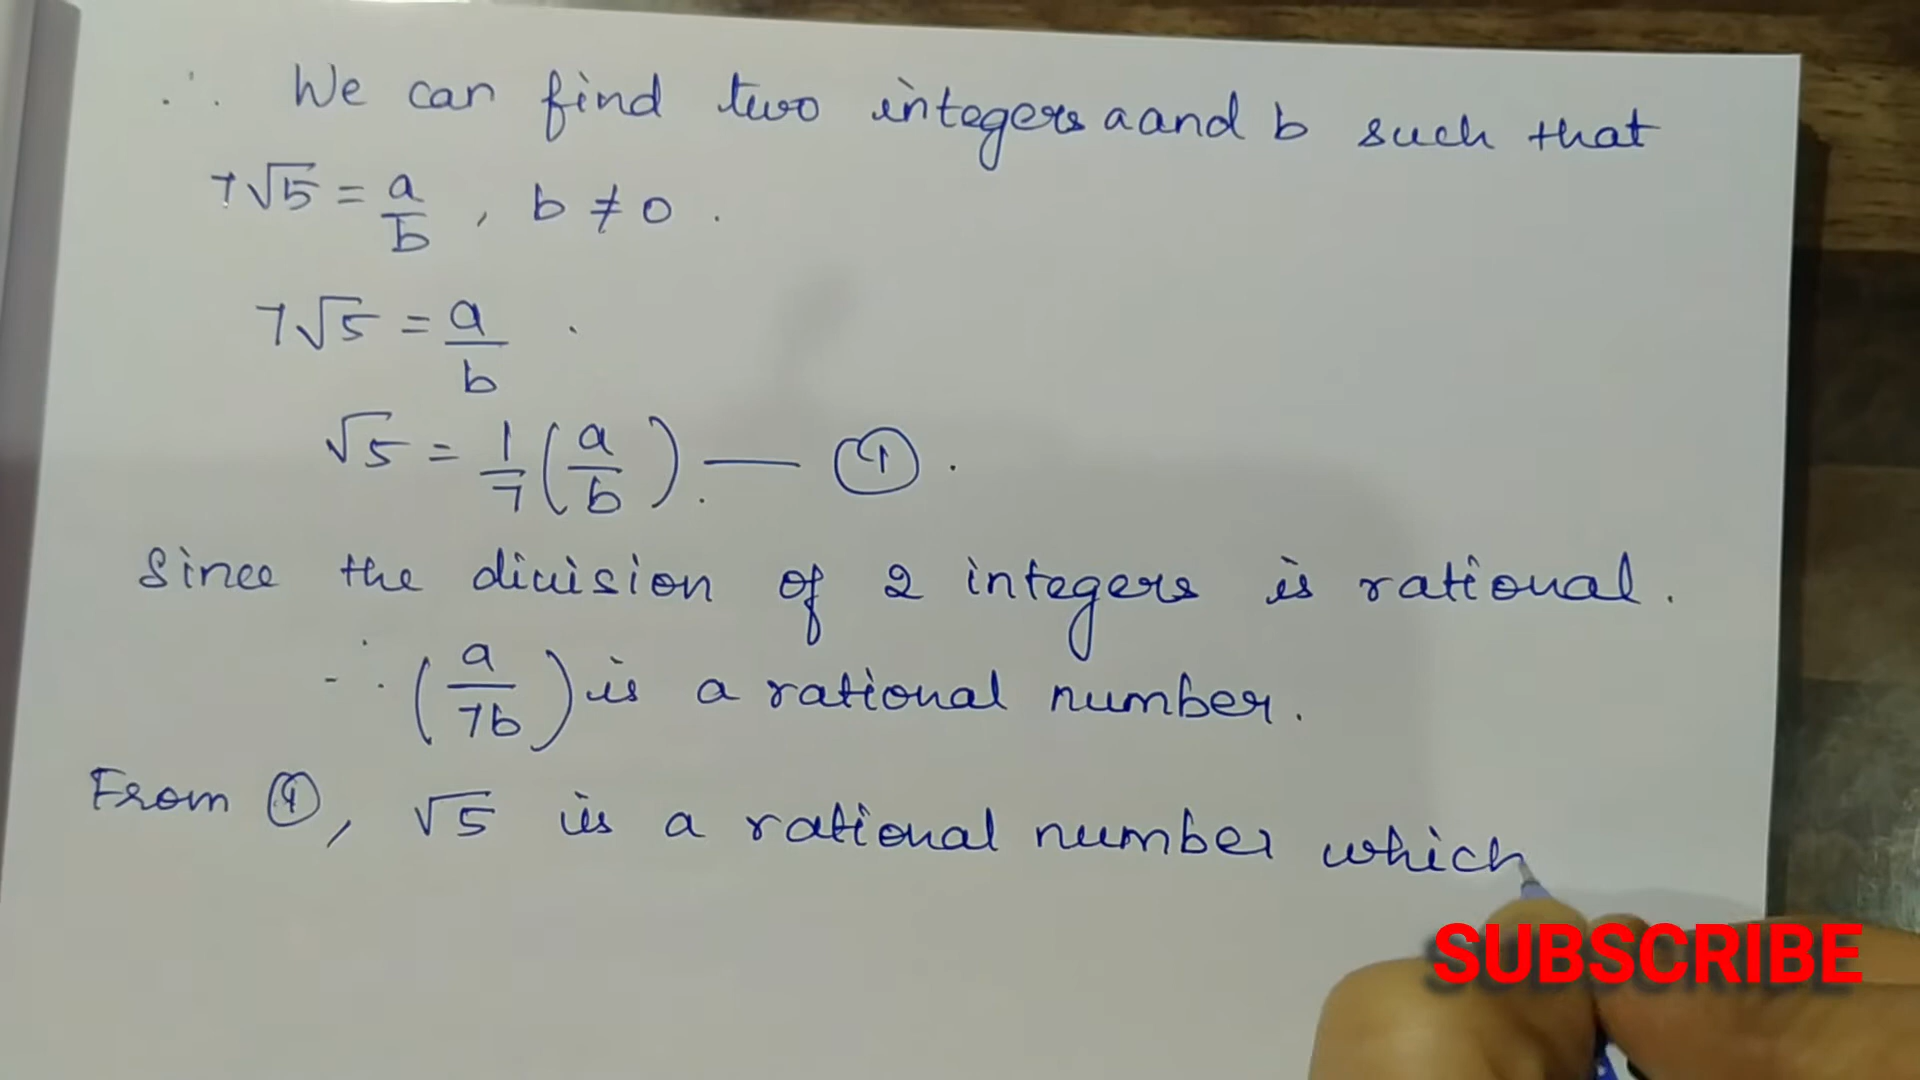 ∴ We can find two integers a and b such that
7√5 = a/b , b ≠ 0 .
7√5 = a/b .
√5 = 1/7 (a/b) . — ① .
Since the division of 2 integers is rational .
∴ (a/7b) is a rational number .
From ①, √5 is a rational number which
SUBSCRIBE